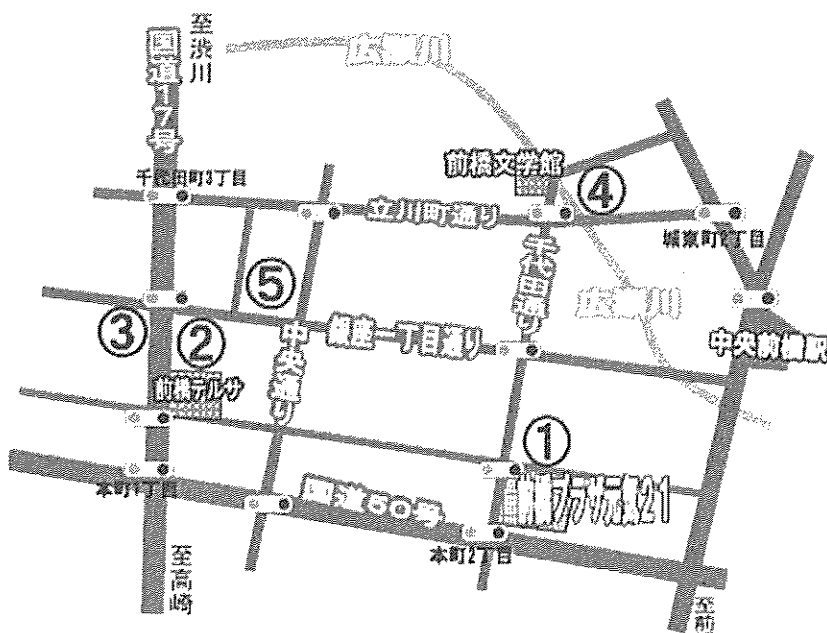 至渋川
国道17号
広瀬川
前橋文学館
④
千代田町3丁目
立川町通り
城東町2丁目
千代田通り
⑤
広瀬川
③
②
中央通り
銀座一丁目通り
中央前橋駅
前橋テルサ
①
前橋プラザ元気21
本町1丁目
国道50号
本町2丁目
至高崎
至前